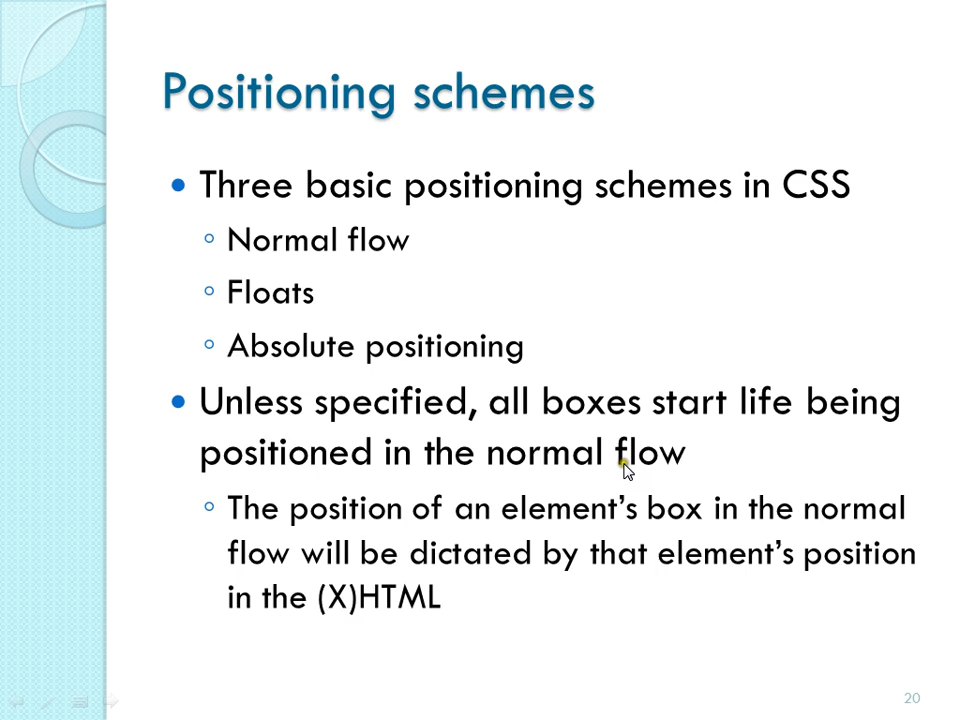 Positioning schemes
• Three basic positioning schemes in CSS
◦ Normal flow
◦ Floats
◦ Absolute positioning
• Unless specified, all boxes start life being
positioned in the normal flow
◦ The position of an element’s box in the normal
flow will be dictated by that element’s position
in the (X)HTML
20